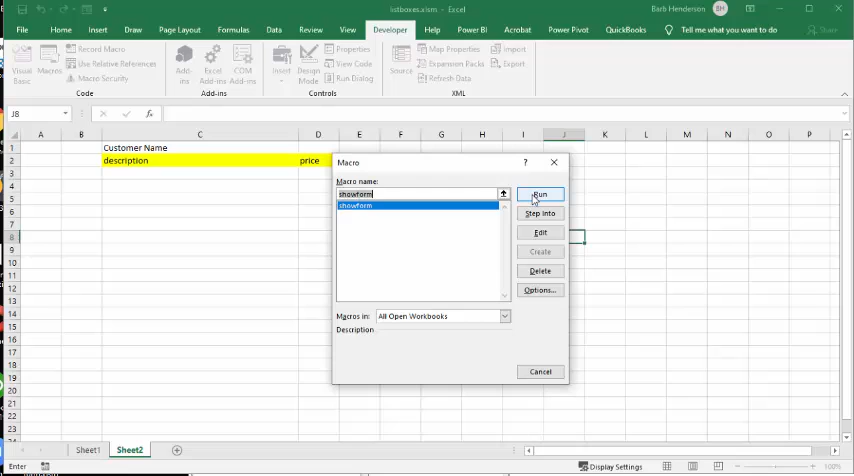 listboxes.xlsm - Excel
Barb Henderson BH
File Home Insert Draw Page Layout Formulas Data Review View Developer Help Power BI Acrobat Power Pivot QuickBooks Tell me what you want to do Share
Visual Basic
Macros
Record Macro
Use Relative References
Macro Security
Code
Add-ins
Excel Add-ins
COM Add-ins
Add-ins
Insert
Design Mode
Properties
View Code
Run Dialog
Controls
Source
Map Properties
Expansion Packs
Refresh Data
Import
Export
XML
J8
fx
A B C D E F G H I J K L M N O P
1 Customer Name
2 description price
3
4
5
6
7
8
9
10
11
12
13
14
15
16
17
18
19
20
21
22
23
24
Macro ?
Macro name:
showform
showform
Run
Step Into
Edit
Create
Delete
Options...
Macros in: All Open Workbooks
Description
Cancel
Sheet1 Sheet2
Enter
Display Settings
100%